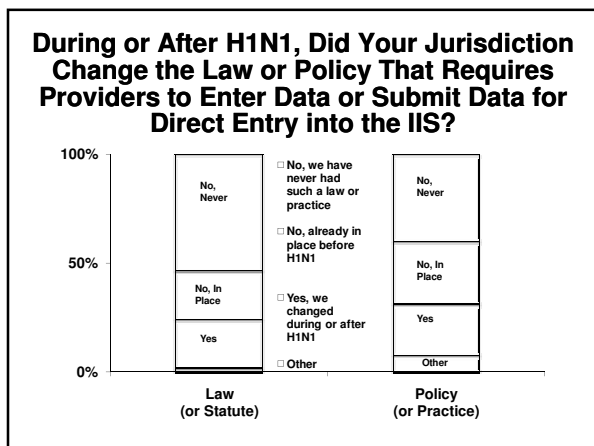 During or After H1N1, Did Your Jurisdiction
Change the Law or Policy That Requires
Providers to Enter Data or Submit Data for
Direct Entry into the IIS?
100%
50%
0%
No,
Never
No, In
Place
Yes
□ No, we have
never had
such a law or
practice
□ No, already in
place before
H1N1
□ Yes, we
changed
during or after
H1N1
□ Other
No,
Never
No, In
Place
Yes
Other
Law
(or Statute)
Policy
(or Practice)